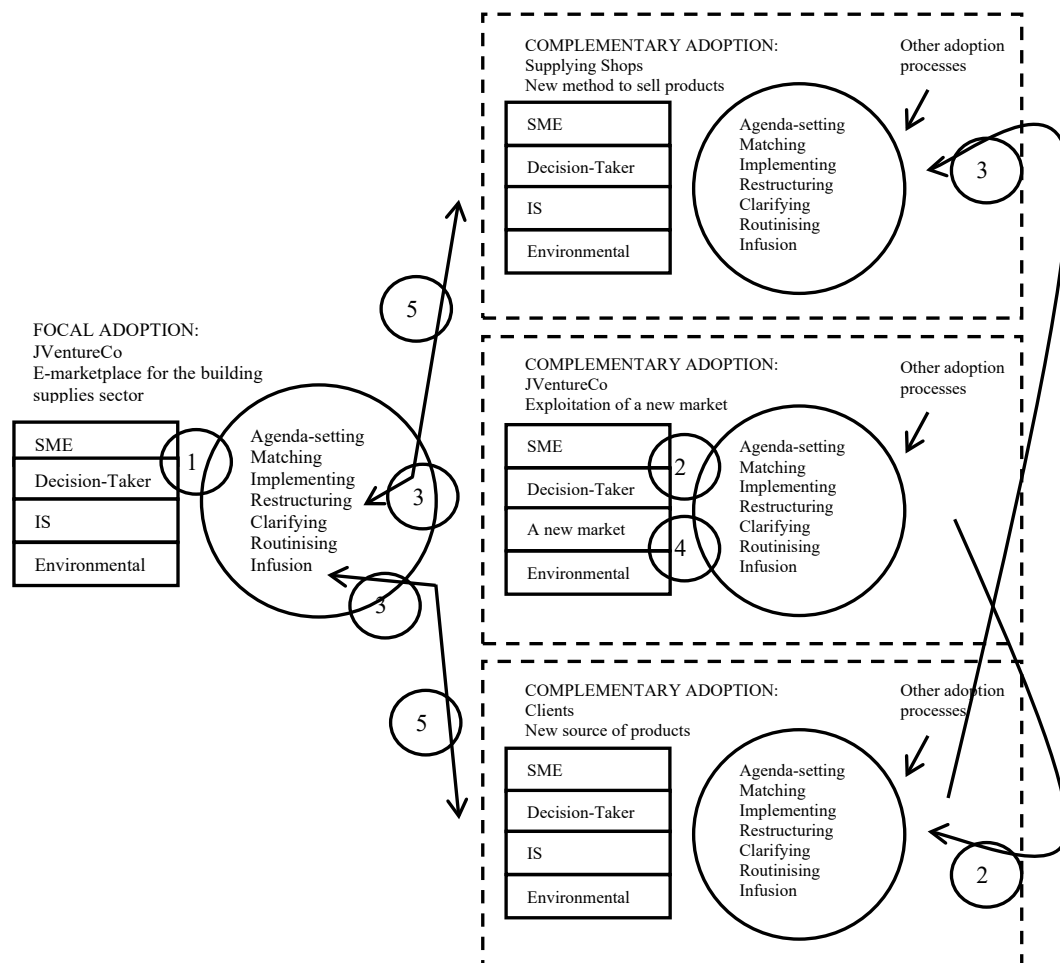 COMPLEMENTARY ADOPTION:
Supplying Shops
New method to sell products
Other adoption
processes
SME
Decision-Taker
IS
Environmental
Agenda-setting
Matching
Implementing
Restructuring
Clarifying
Routinising
Infusion
3
5
FOCAL ADOPTION:
JVentureCo
E-marketplace for the building
supplies sector
SME
Decision-Taker
IS
Environmental
1
Agenda-setting
Matching
Implementing
Restructuring
Clarifying
Routinising
Infusion
3
3
5
COMPLEMENTARY ADOPTION:
JVentureCo
Exploitation of a new market
Other adoption
processes
SME
Decision-Taker
A new market
Environmental
2
4
Agenda-setting
Matching
Implementing
Restructuring
Clarifying
Routinising
Infusion
COMPLEMENTARY ADOPTION:
Clients
New source of products
Other adoption
processes
SME
Decision-Taker
IS
Environmental
Agenda-setting
Matching
Implementing
Restructuring
Clarifying
Routinising
Infusion
2